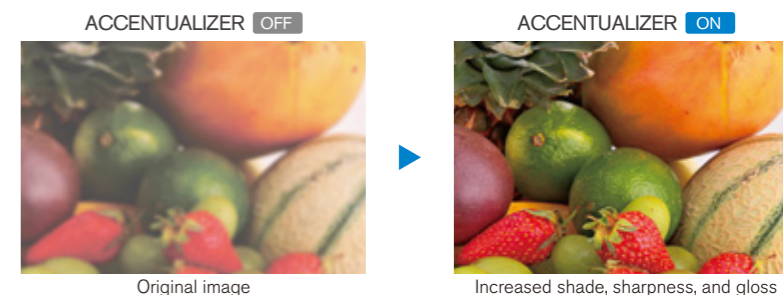 ACCENTUALIZER OFF
ACCENTUALIZER ON
Original image
Increased shade, sharpness, and gloss